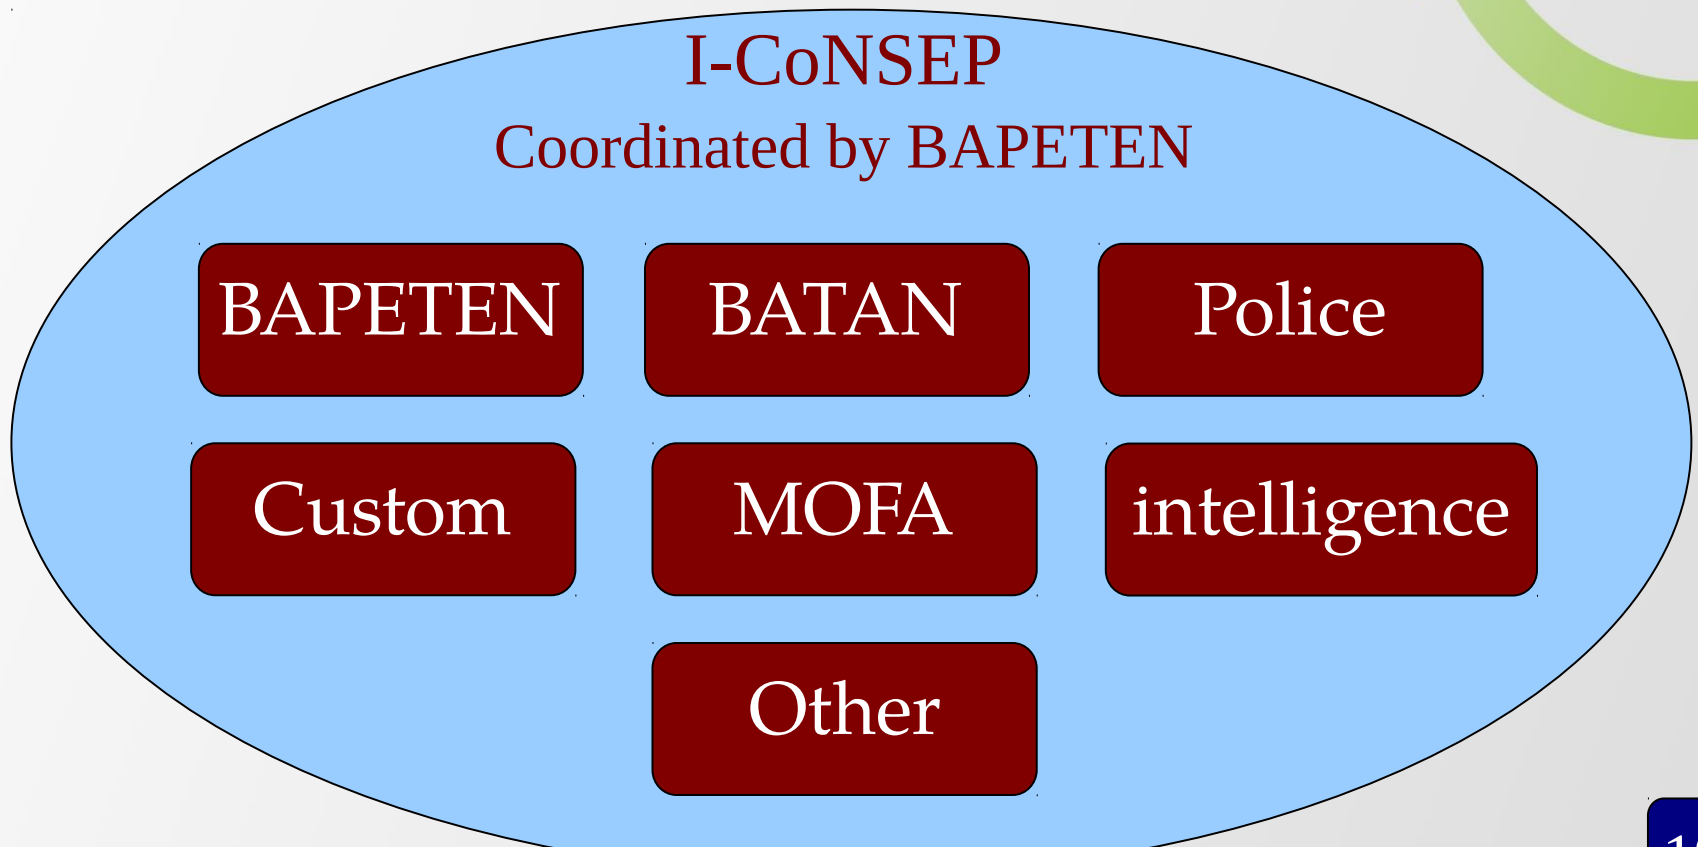 I-CoNSEP
Coordinated by BAPETEN
BAPETEN BATAN Police
Custom MOFA intelligence
Other